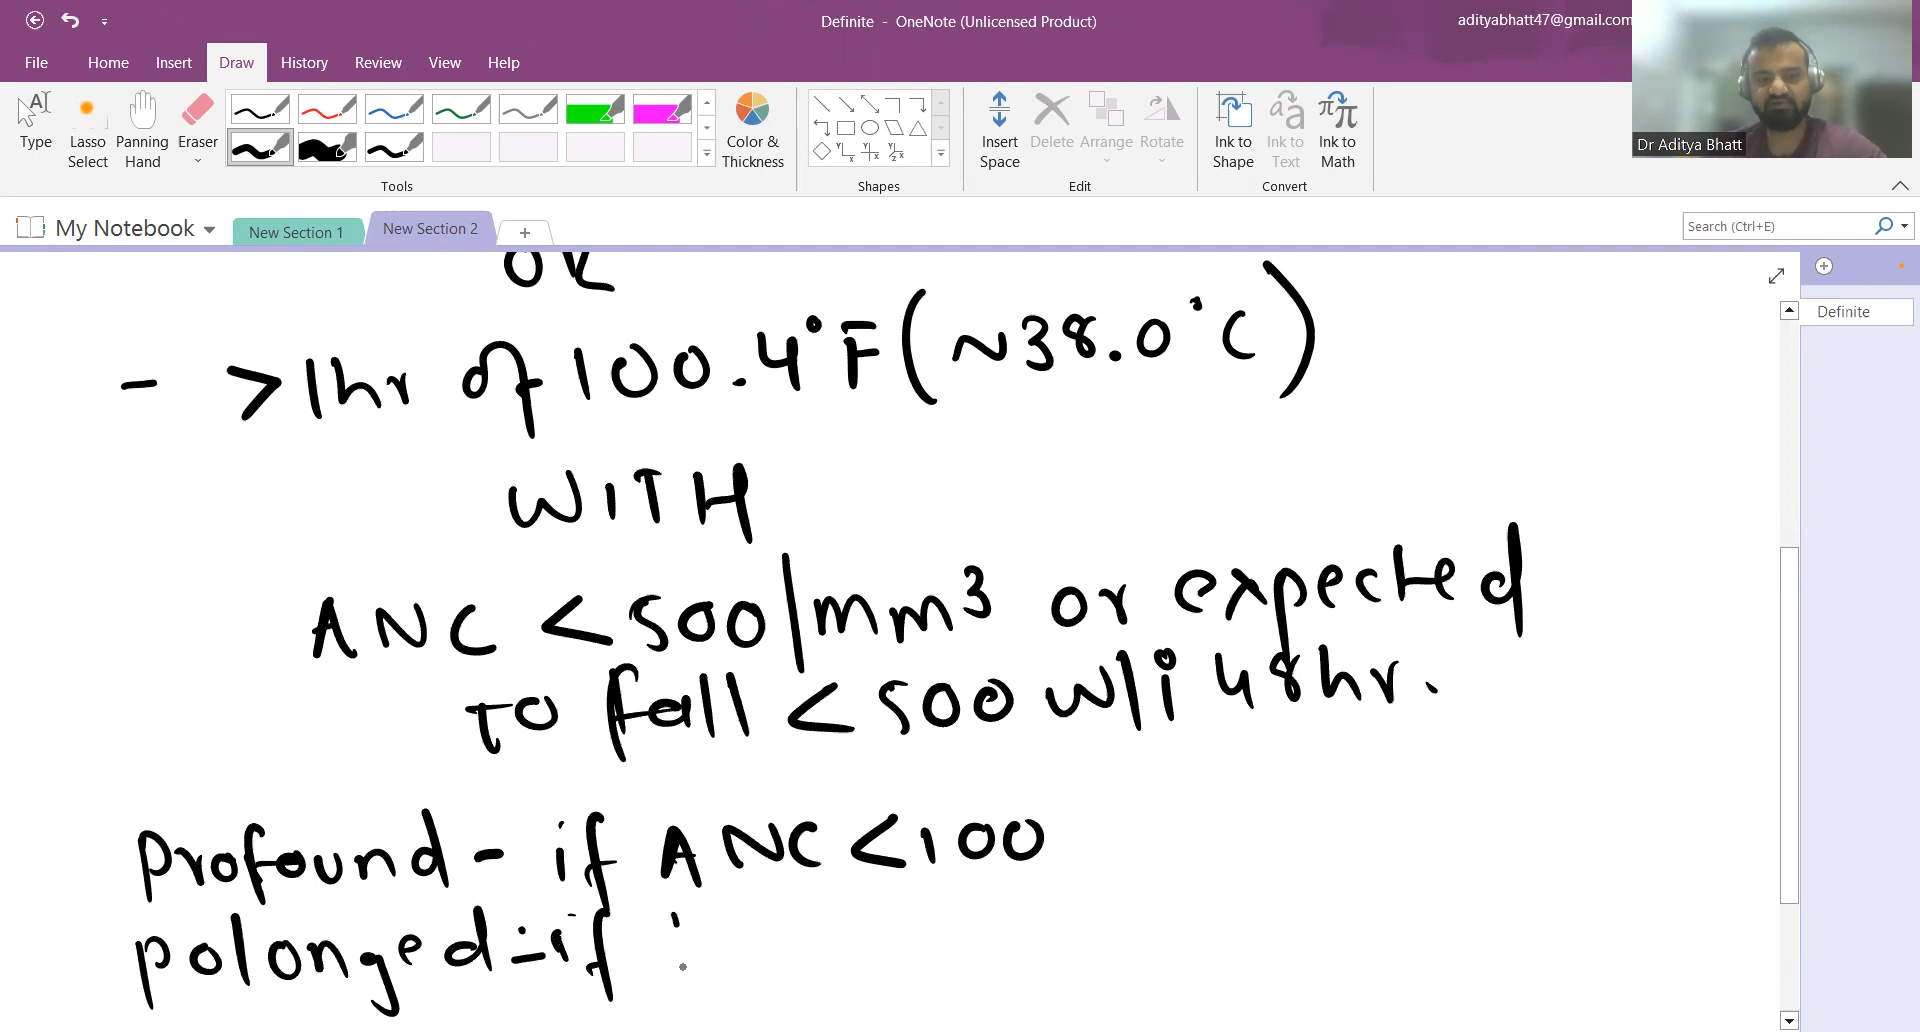 Definite - OneNote (Unlicensed Product)
adityabhatt47@gmail.com
File Home Insert Draw History Review View Help
Type
Lasso Select
Panning Hand
Eraser
Color & Thickness
Insert Space
Delete
Arrange
Rotate
Ink to Shape
Ink to Text
Ink to Math
Tools
Shapes
Edit
Convert
Dr Aditya Bhatt
My Notebook
New Section 1
New Section 2
Search (Ctrl+E)
Definite
OR
- >1hr of 100.4°F (~38.0°C)
WITH
ANC <500/mm3 or expected
to fall <500 w/i 48hr.
Profound - if ANC <100
polonged - if